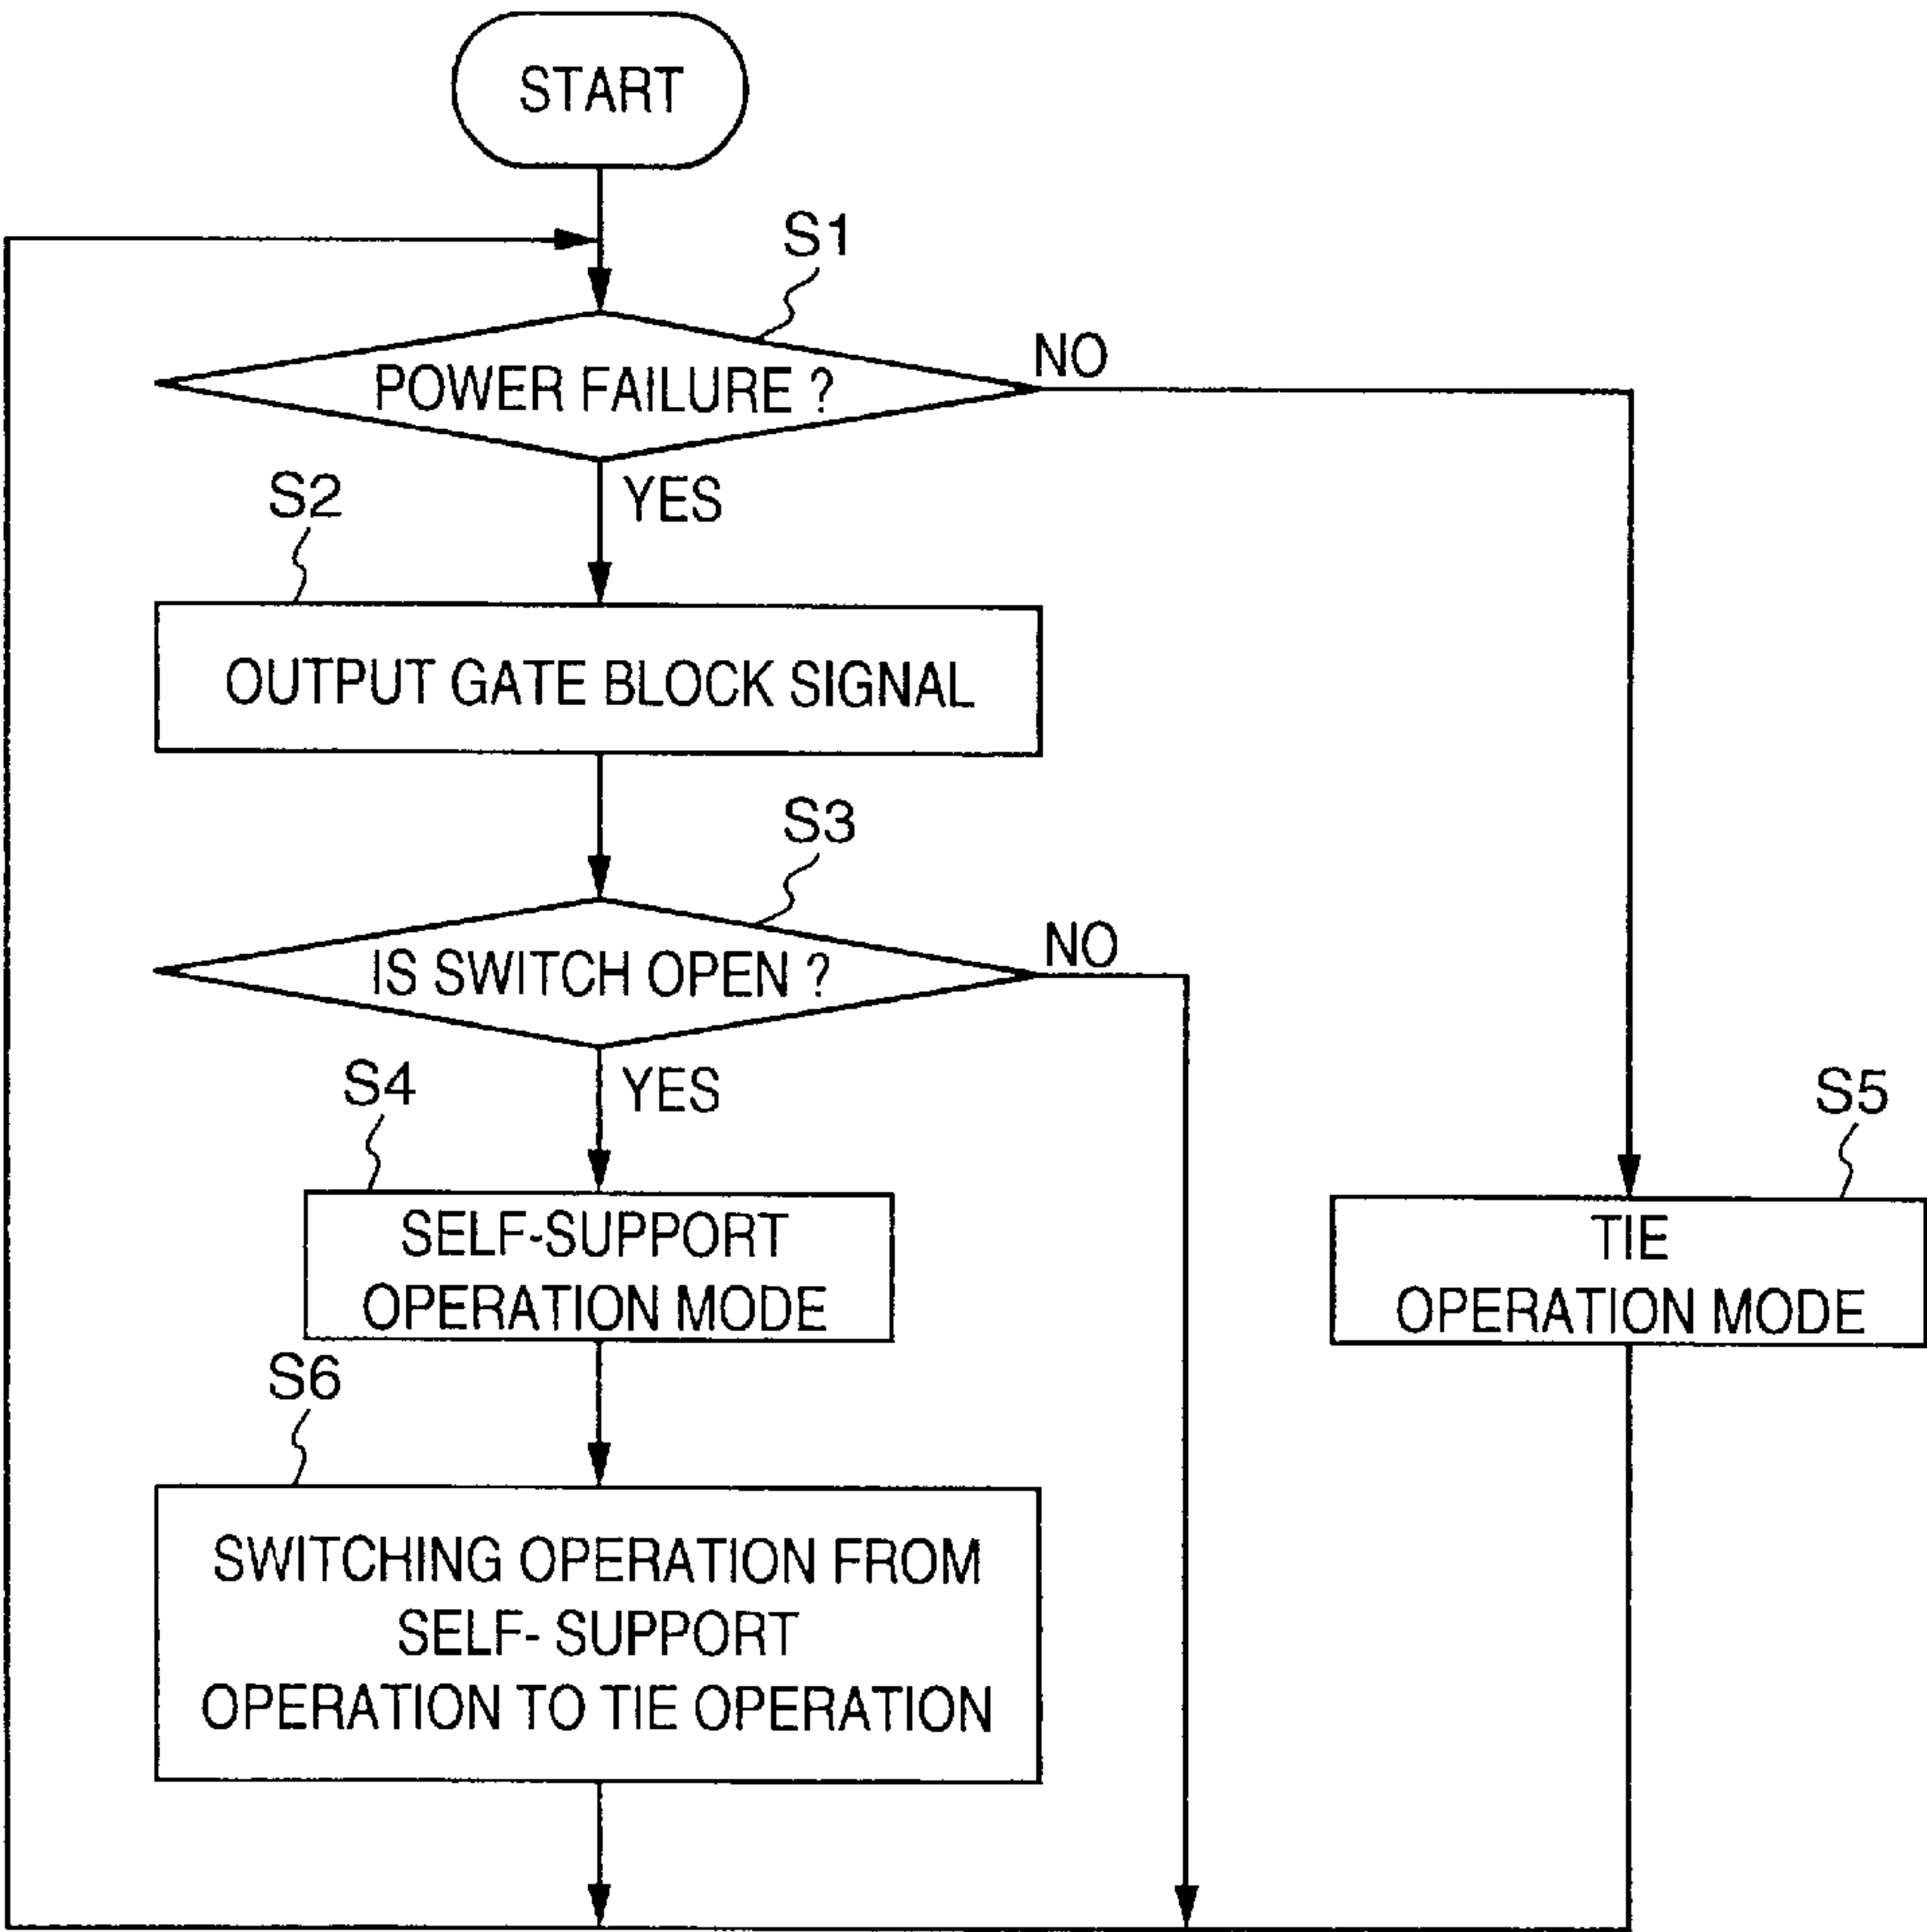 START
S1
POWER FAILURE ?
NO
YES
S2
OUTPUT GATE BLOCK SIGNAL
S3
IS SWITCH OPEN ?
NO
YES
S4
SELF-SUPPORT
OPERATION MODE
S5
TIE
OPERATION MODE
S6
SWITCHING OPERATION FROM
SELF- SUPPORT
OPERATION TO TIE OPERATION